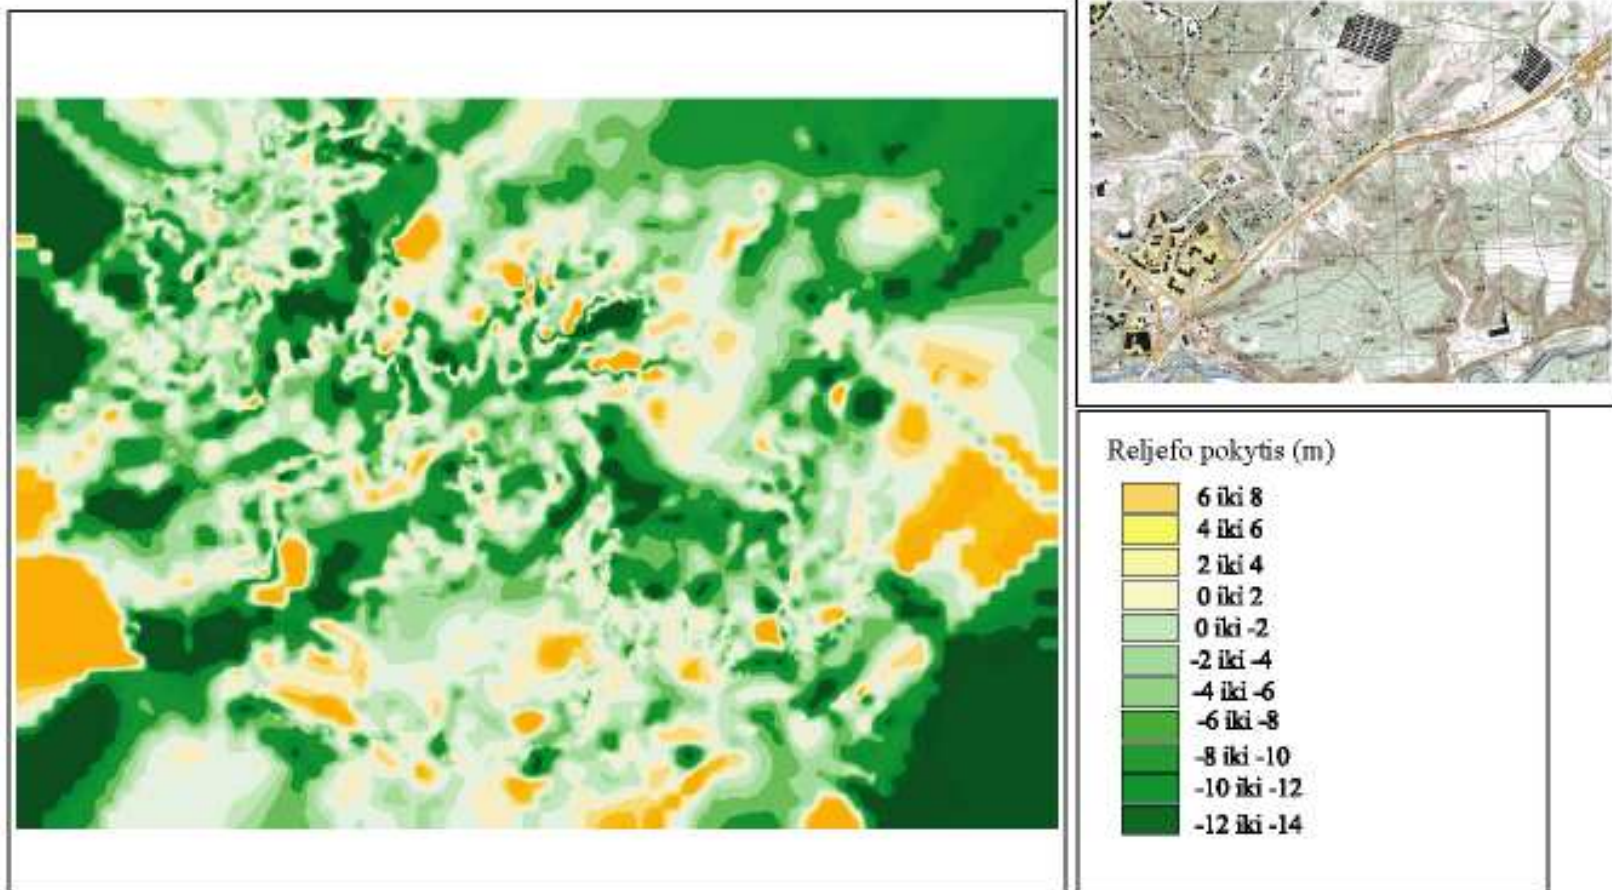 Reljefo pokytis (m)
6 iki 8
4 iki 6
2 iki 4
0 iki 2
0 iki -2
-2 iki -4
-4 iki -6
-6 iki -8
-8 iki -10
-10 iki -12
-12 iki -14